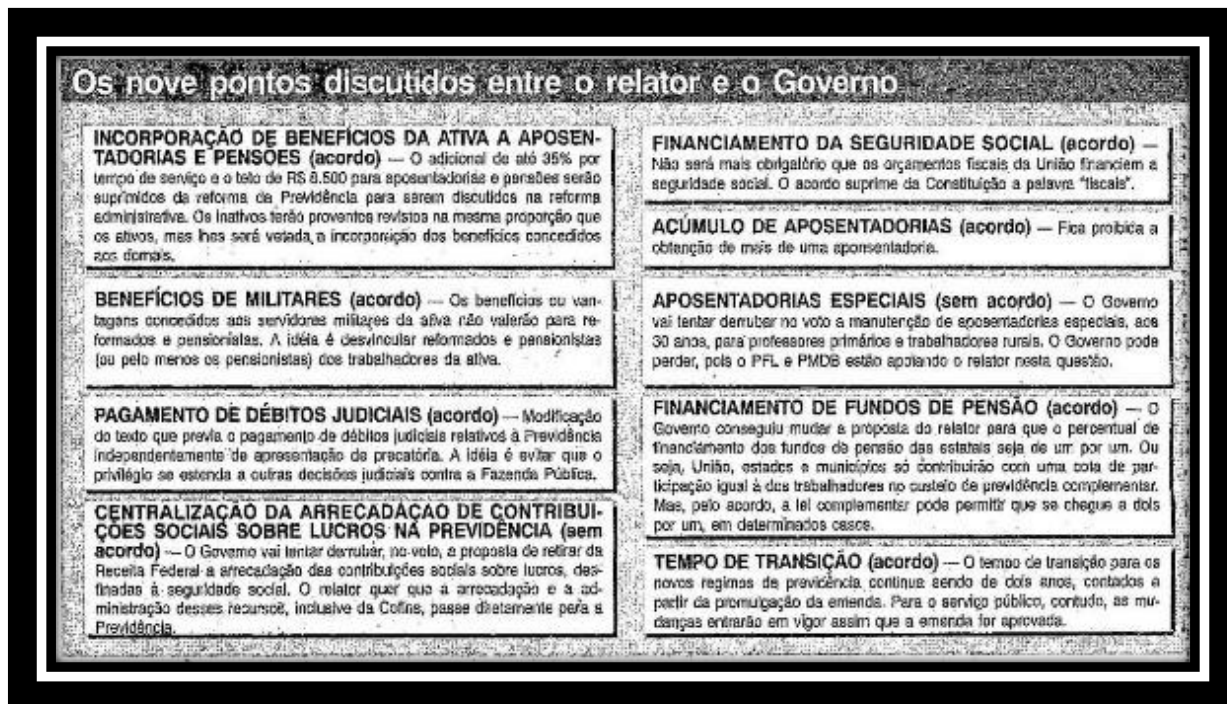 Os nove pontos discutidos entre o relator e o Governo
INCORPORAÇÃO DE BENEFÍCIOS DA ATIVA A APOSEN-
TADORIAS E PENSÕES (acordo) — O adicional de até 35% por
tempo de serviço e o teto de R$ 8.500 para aposentadorias e pensões serão
suprimidos da reforma da Previdência para serem discutidos na reforma
administrativa. Os inativos terão proventos revistos na mesma proporção que
os ativos, mas lhes será vetada a incorporação dos benefícios concedidos
aos demais.
BENEFÍCIOS DE MILITARES (acordo) — Os benefícios ou van-
tagens concedidos aos servidores militares da ativa não valerão para re-
formados e pensionistas. A idéia é desvincular reformados e pensionistas
(ou pelo menos os pensionistas) dos trabalhadores da ativa.
PAGAMENTO DE DÉBITOS JUDICIAIS (acordo) — Modificação
do texto que previa o pagamento de débitos judiciais relativos à Previdência
independentemente de apresentação de precatória. A idéia é evitar que o
privilégio se estenda a outras decisões judiciais contra a Fazenda Pública.
CENTRALIZAÇÃO DA ARRECADAÇÃO DE CONTRIBUI-
ÇÕES SOCIAIS SOBRE LUCROS NA PREVIDÊNCIA (sem
acordo) — O Governo vai tentar derrubar, no voto, a proposta de retirar da
Receita Federal a arrecadação das contribuições sociais sobre lucros, des-
tinadas à seguridade social. O relator quer que a arrecadação e a ad-
ministração desses recursos, inclusive da Cofins, passe diretamente para a
Previdência.
FINANCIAMENTO DA SEGURIDADE SOCIAL (acordo) —
Não será mais obrigatório que os orçamentos fiscais da União financiem a
seguridade social. O acordo suprime da Constituição a palavra "fiscais".
ACÚMULO DE APOSENTADORIAS (acordo) — Fica proibida a
obtenção de mais de uma aponsentadoria.
APOSENTADORIAS ESPECIAIS (sem acordo) — O Governo
vai tentar derrubar no voto a manutenção de aposentadorias especiais, aos
30 anos, para professores primários e trabalhadores rurais. O Governo pode
perder, pois o PFL e PMDB estão apoiando o relator nesta questão.
FINANCIAMENTO DE FUNDOS DE PENSÃO (acordo) — O
Governo conseguiu mudar a proposta do relator para que o percentual de
financiamento dos fundos de pensão das estatais seja de um por um. Ou
seja, União, estados e municípios só contribuirão com uma cota de par-
ticipação igual à dos trabalhadores no custeio de previdência complementar.
Mas, pelo acordo, a lei complementar pode permitir que se chegue a dois
por um, em determinados casos.
TEMPO DE TRANSIÇÃO (acordo) — O tempo de transição para os
novos regimes de previdência continua sendo de dois anos, contados a
partir da promulgação da emenda. Para o serviço público, contudo, as mu-
danças entrarão em vigor assim que a emenda for aprovada.